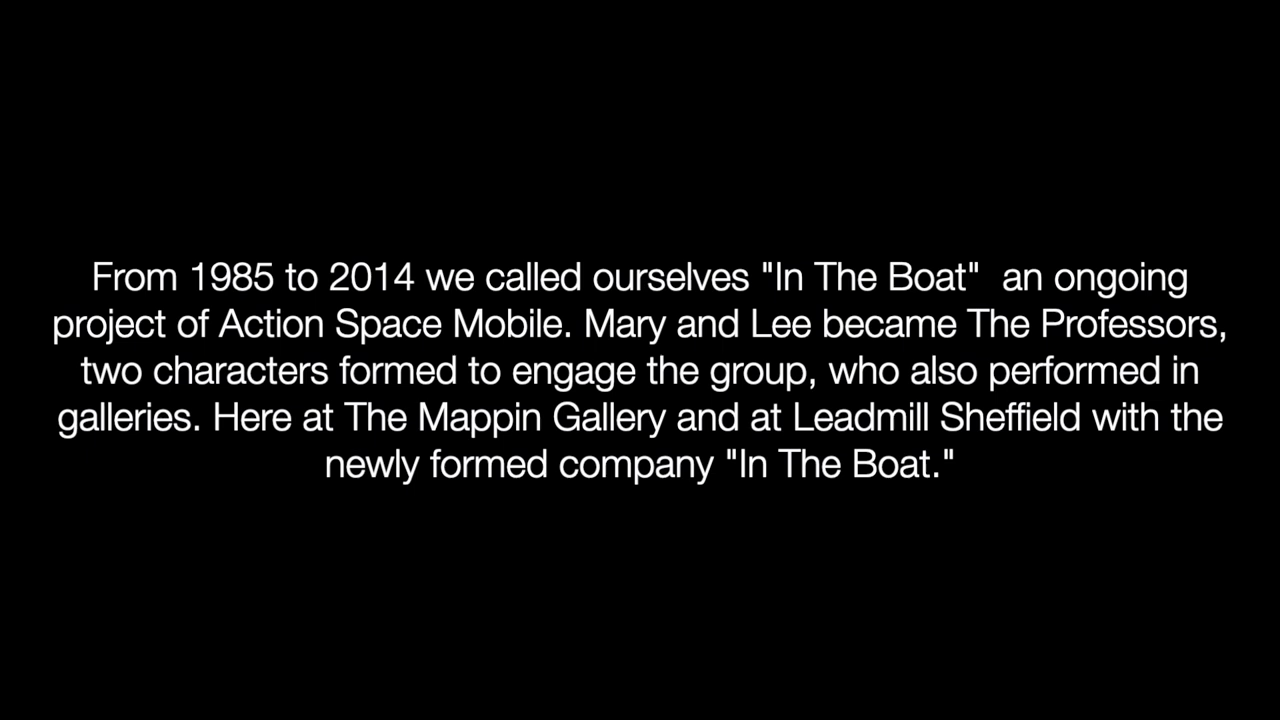 From 1985 to 2014 we called ourselves "In The Boat"  an ongoing
project of Action Space Mobile. Mary and Lee became The Professors,
two characters formed to engage the group, who also performed in
galleries. Here at The Mappin Gallery and at Leadmill Sheffield with the
newly formed company "In The Boat."